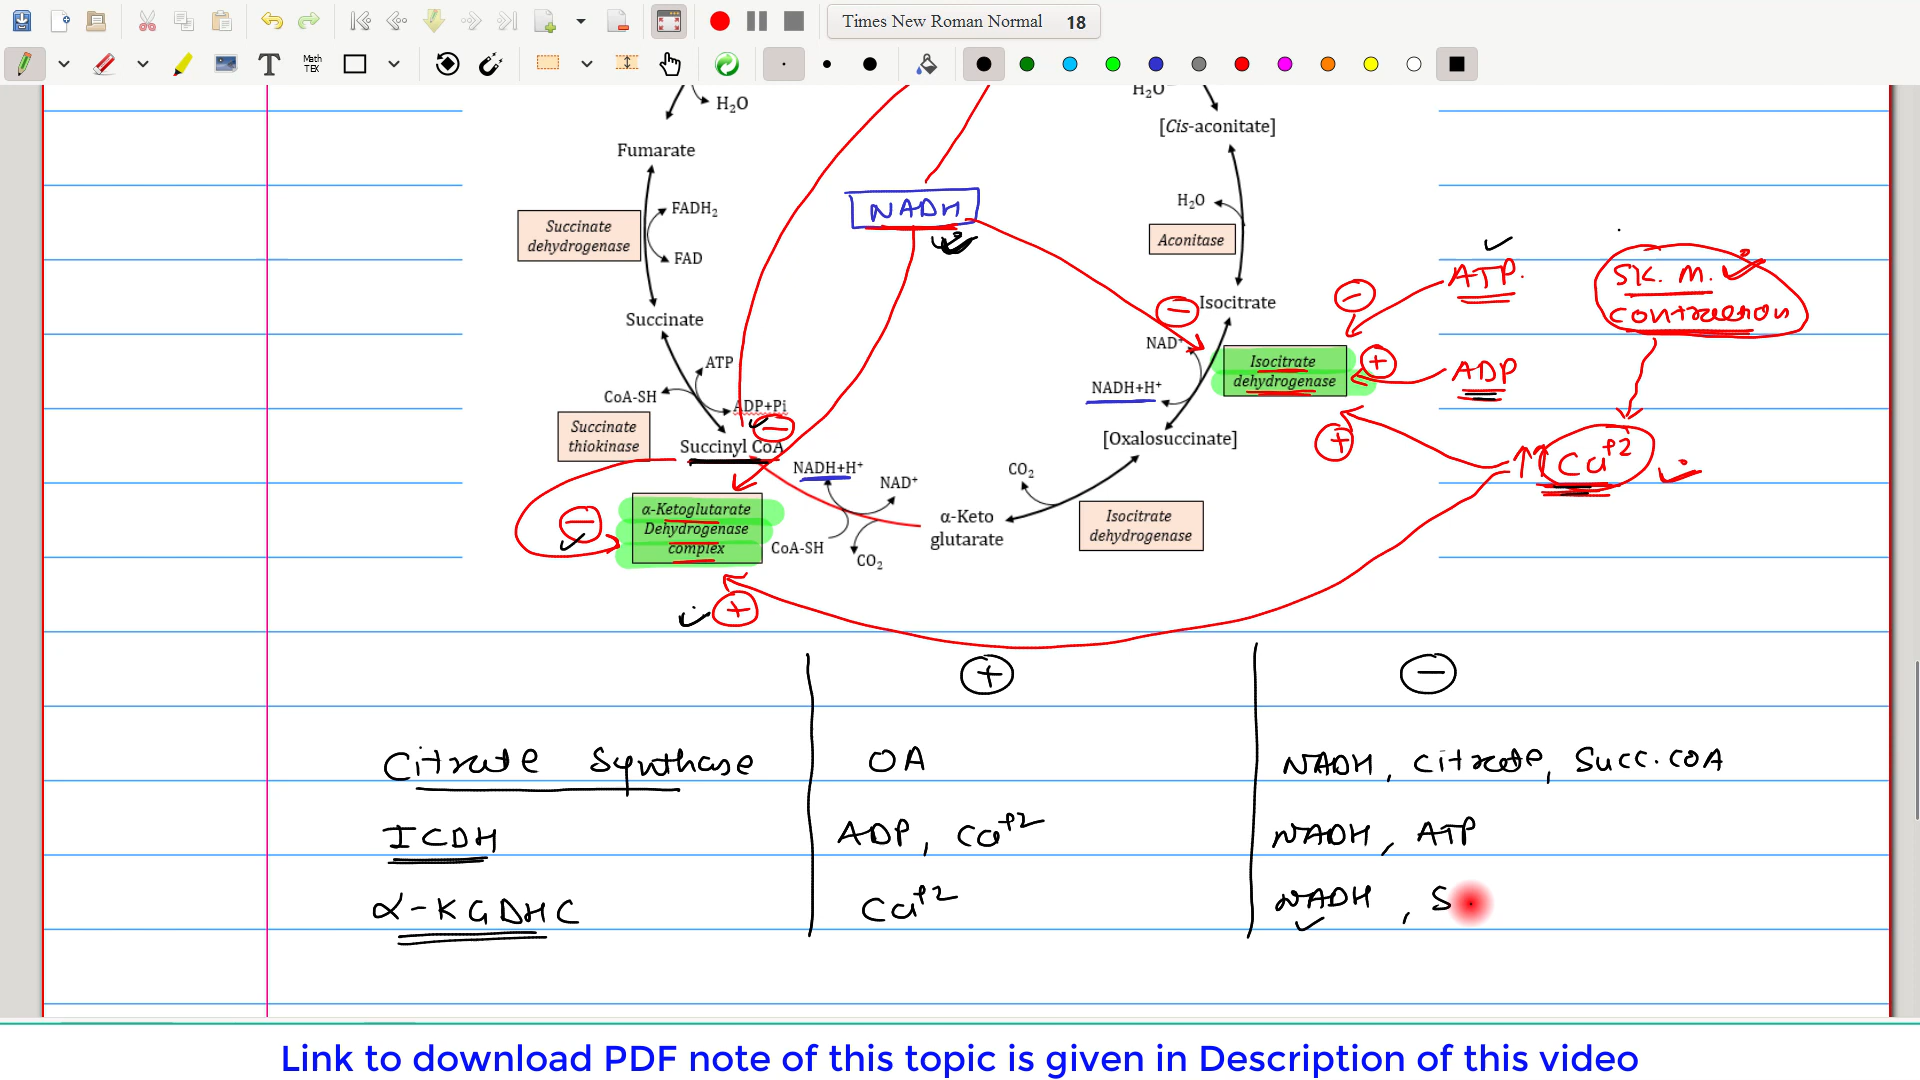 Times New Roman Normal 18
Math
TEX
H₂O
H₂O
[Cis-aconitate]
Fumarate
FADH₂
Succinate
dehydrogenase
FAD
NADH
H₂O
Aconitase
ATP.
SK. M.
contraction
Succinate
Isocitrate
NAD⁺
Isocitrate
dehydrogenase
ADP
ATP
CoA-SH
NADH+H⁺
ADP+Pi
Succinate
thiokinase
Succinyl CoA
[Oxalosuccinate]
↑↑ Ca⁺²
NADH+H⁺
NAD⁺
CO₂
α-Ketoglutarate
Dehydrogenase
complex
CoA-SH
CO₂
α-Keto
glutarate
Isocitrate
dehydrogenase
+ −
Citrate Synthase OA NADH, Citrate, Succ. COA
ICDH ADP, Ca⁺² NADH, ATP
α-KGDHC Ca⁺² NADH, S
Link to download PDF note of this topic is given in Description of this video